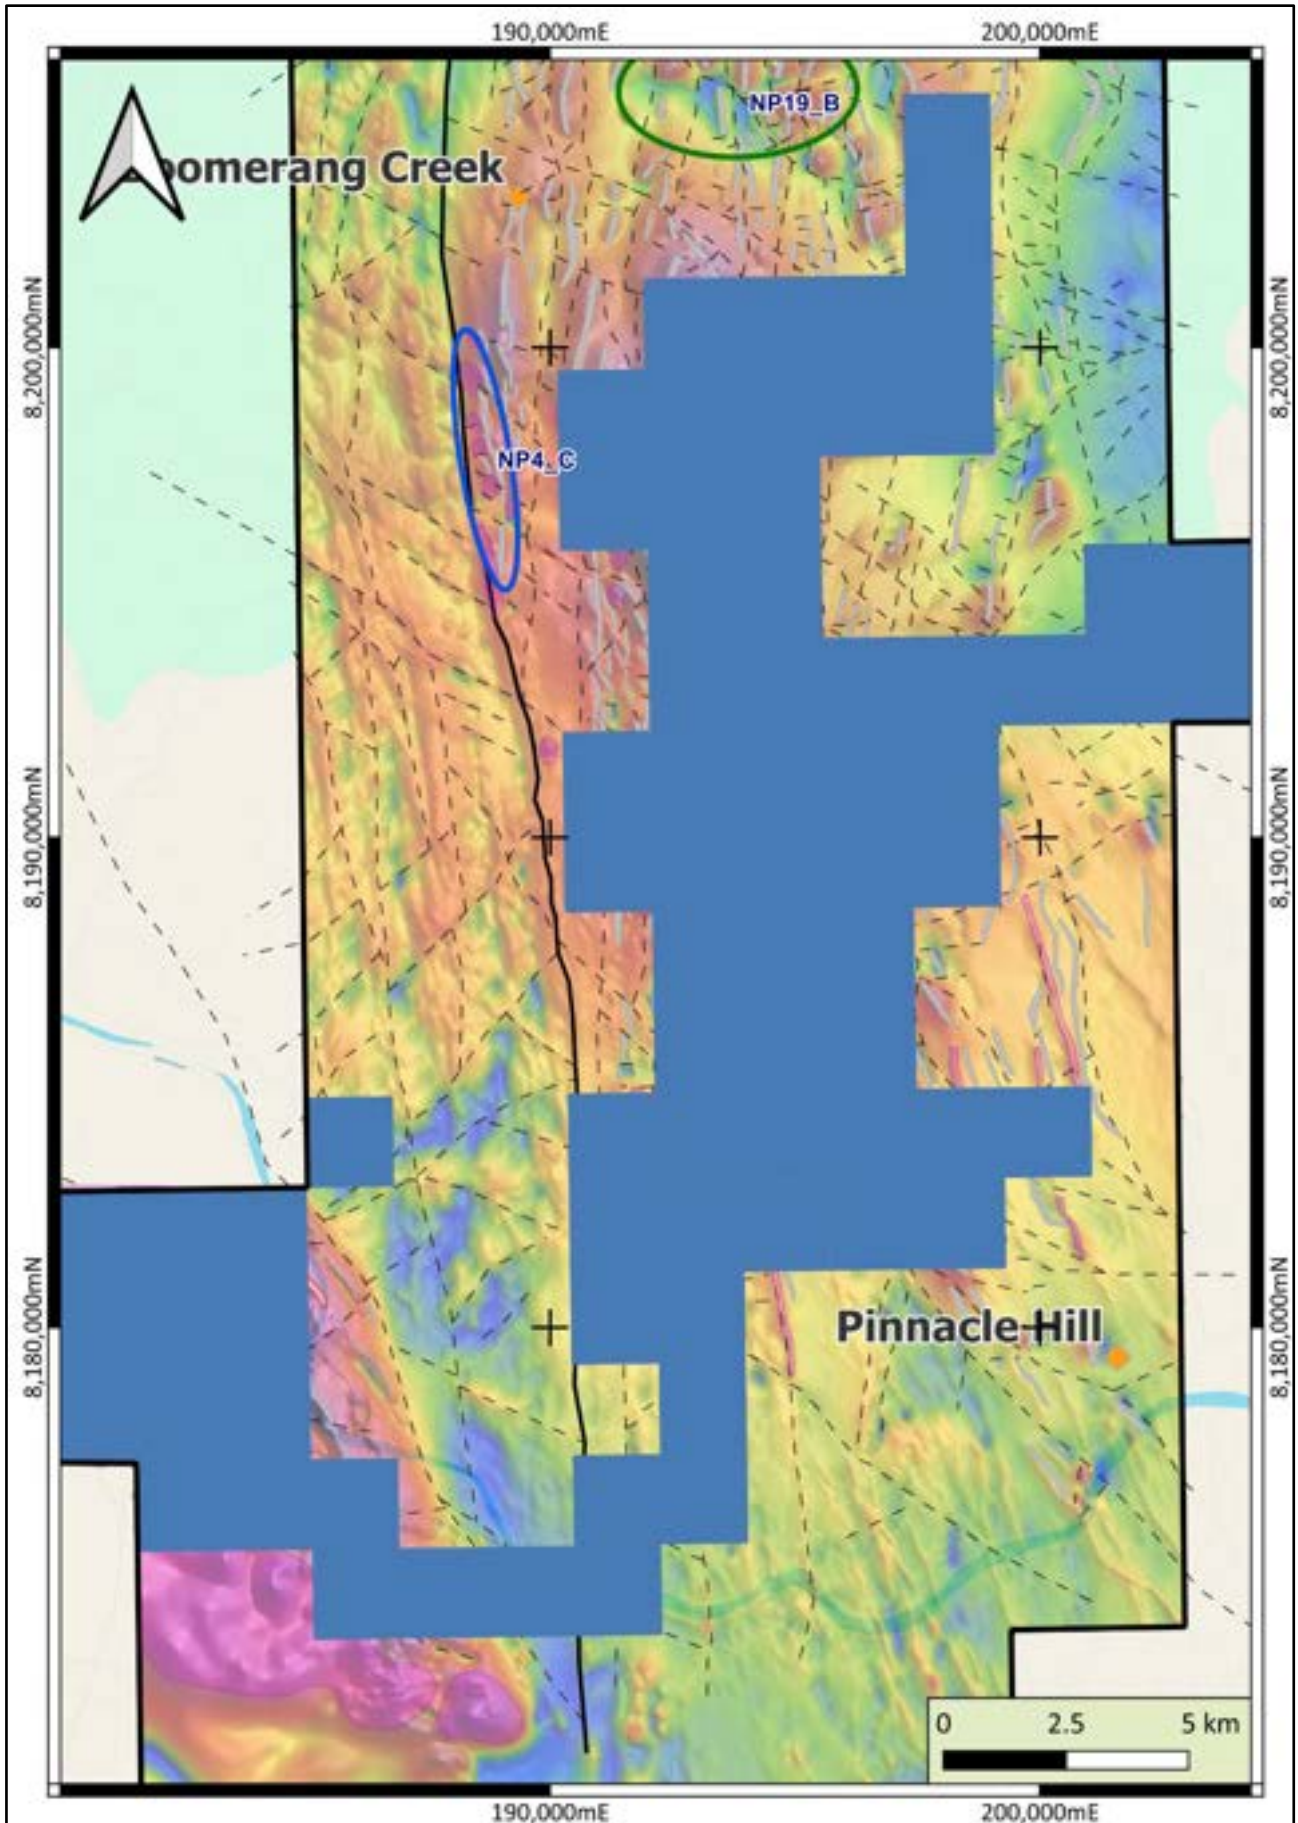 190,000mE 200,000mE
NP19_B
oomerang Creek
8,200,000mN 8,200,000mN
NP4_C
8,190,000mN 8,190,000mN
Pinnacle Hill
8,180,000mN 8,180,000mN
0 2.5 5 km
190,000mE 200,000mE